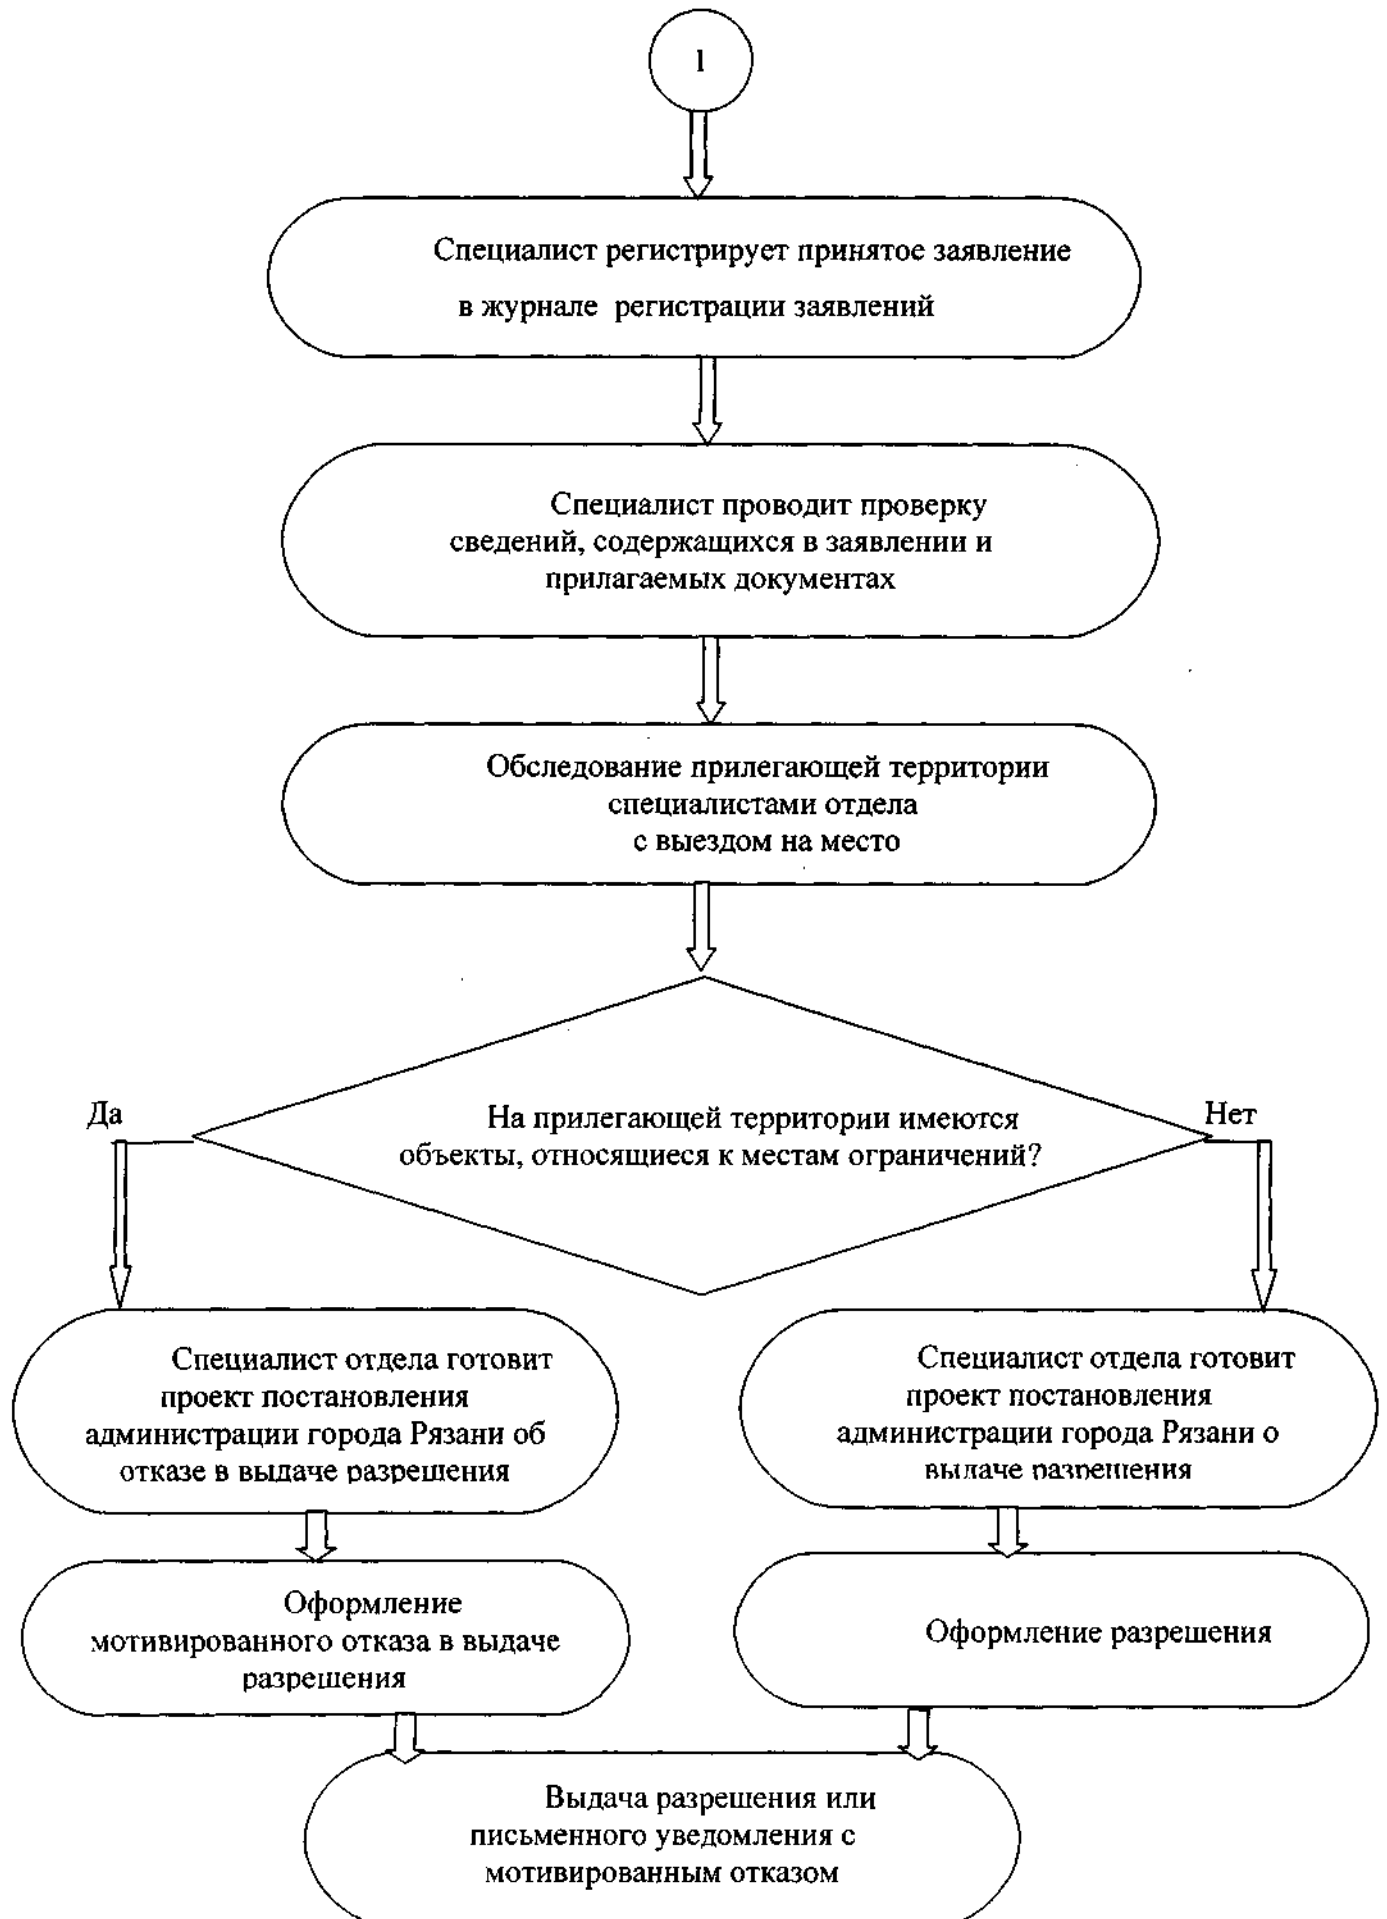 1
Специалист регистрирует принятое заявление
в журнале регистрации заявлений
Специалист проводит проверку
сведений, содержащихся в заявлении и
прилагаемых документах
Обследование прилегающей территории
специалистами отдела
с выездом на место
На прилегающей территории имеются
объекты, относящиеся к местам ограничений?
Да
Нет
Специалист отдела готовит
проект постановления
администрации города Рязани об
отказе в выдаче разрешения
Специалист отдела готовит
проект постановления
администрации города Рязани о
выдаче разрешения
Оформление
мотивированного отказа в выдаче
разрешения
Оформление разрешения
Выдача разрешения или
письменного уведомления с
мотивированным отказом